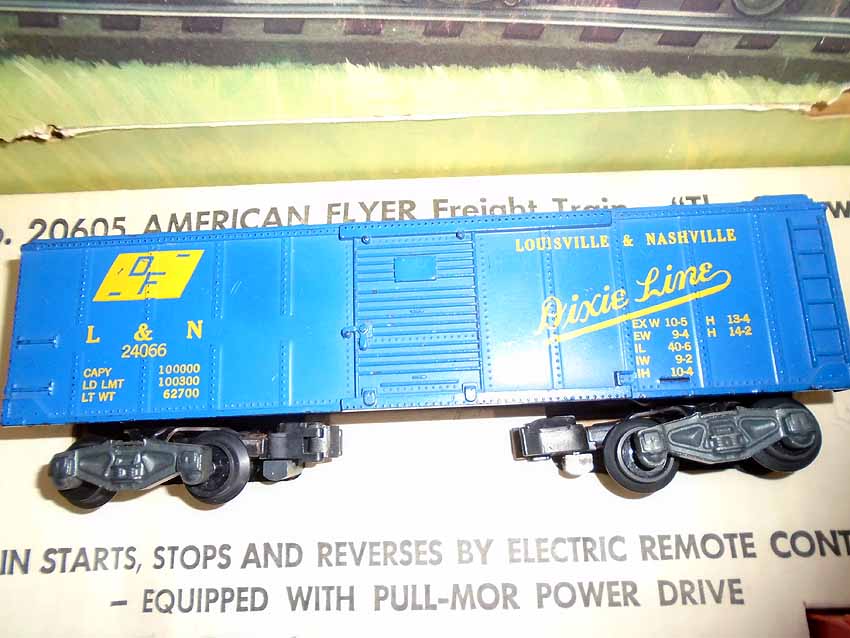 20605 AMERICAN FLYER Freight Train
DF
L & N
24066
CAPY 100000
LD LMT 100300
LT WT 62700
LOUISVILLE & NASHVILLE
Dixie Line
EX W 10-5 H 13-4
EW 9-4 H 14-2
IL 40-6
IW 9-2
IH 10-4
IN STARTS, STOPS AND REVERSES BY ELECTRIC REMOTE CONT
– EQUIPPED WITH PULL-MOR POWER DRIVE